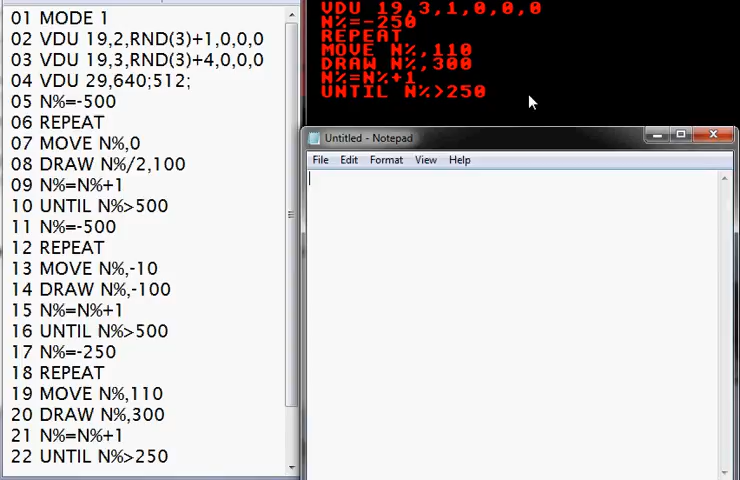 01 MODE 1
02 VDU 19,2,RND(3)+1,0,0,0
03 VDU 19,3,RND(3)+4,0,0,0
04 VDU 29,640;512;
05 N%=-500
06 REPEAT
07 MOVE N%,0
08 DRAW N%/2,100
09 N%=N%+1
10 UNTIL N%>500
11 N%=-500
12 REPEAT
13 MOVE N%,-10
14 DRAW N%,-100
15 N%=N%+1
16 UNTIL N%>500
17 N%=-250
18 REPEAT
19 MOVE N%,110
20 DRAW N%,300
21 N%=N%+1
22 UNTIL N%>250
VDU 19,3,1,0,0,0
N%=-250
REPEAT
MOVE N%,110
DRAW N%,300
N%=N%+1
UNTIL N%>250
Untitled - Notepad
File Edit Format View Help